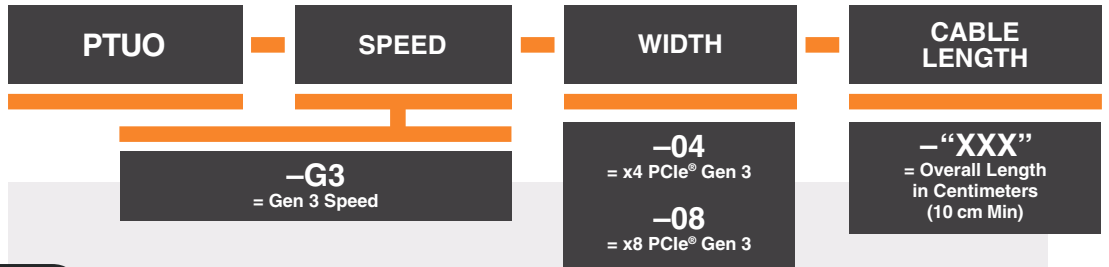 PTUO
SPEED
WIDTH
CABLE
LENGTH
–G3
= Gen 3 Speed
–04
= x4 PCIe® Gen 3
–08
= x8 PCIe® Gen 3
–“XXX”
= Overall Length
in Centimeters
(10 cm Min)